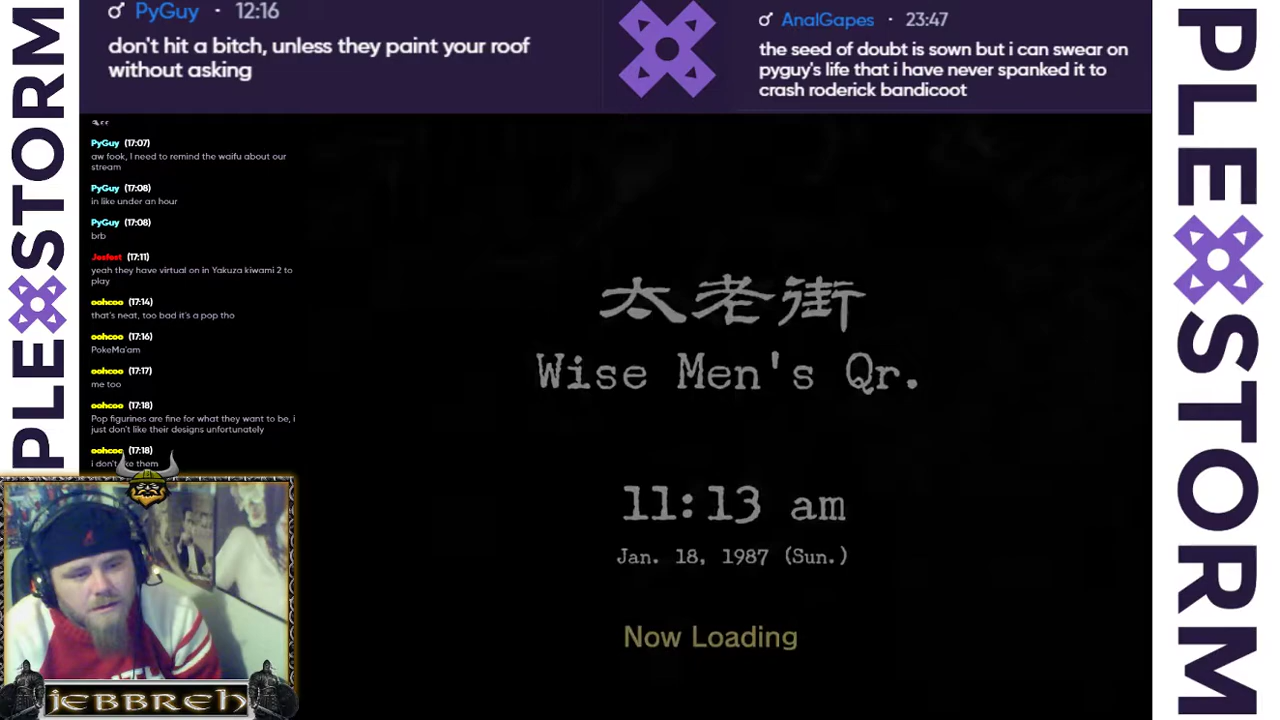 PyGuy · 12:16
don't hit a bitch, unless they paint your roof
without asking
AnalGapes · 23:47
the seed of doubt is sown but i can swear on
pyguy's life that i have never spanked it to
crash roderick bandicoot
PLEXSTORM
PLEXSTORM
PyGuy (17:07)
aw fook, I need to remind the waifu about our
stream
PyGuy (17:08)
in like under an hour
PyGuy (17:08)
brb
Josfest (17:11)
yeah they have virtual on in Yakuza kiwami 2 to
play
oohcoo (17:14)
that's neat, too bad it's a pop tho
oohcoo (17:16)
PokeMa'am
oohcoo (17:17)
me too
oohcoo (17:18)
Pop figurines are fine for what they want to be, i
just don't like their designs unfortunately
oohcoo (17:18)
i don't like them
太老街
Wise Men's Qr.
11:13 am
Jan. 18, 1987 (Sun.)
Now Loading
JEBBREH